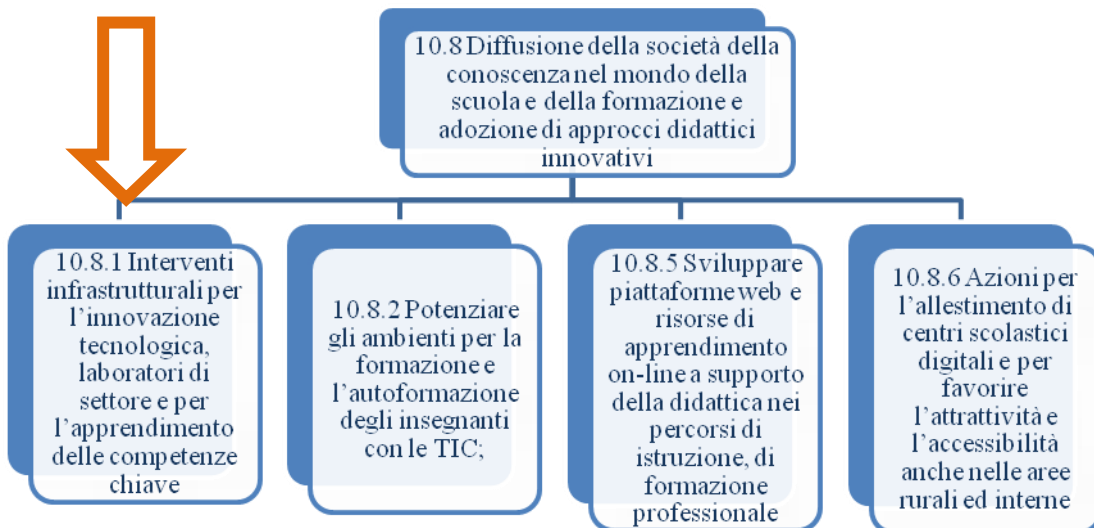 10.8 Diffusione della società della
conoscenza nel mondo della
scuola e della formazione e
adozione di approcci didattici
innovativi
10.8.1 Interventi
infrastrutturali per
l’innovazione
tecnologica,
laboratori di
settore e per
l’apprendimento
delle competenze
chiave
10.8.2 Potenziare
gli ambienti per la
formazione e
l’autoformazione
degli insegnanti
con le TIC;
10.8.5 Sviluppare
piattaforme web e
risorse di
apprendimento
on-line a supporto
della didattica nei
percorsi di
istruzione, di
formazione
professionale
10.8.6 Azioni per
l’allestimento di
centri scolastici
digitali e per
favorire
l’attrattività e
l’accessibilità
anche nelle aree
rurali ed interne